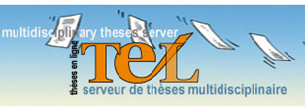 multidisciplinary theses server
thèses en ligne
TEL
serveur de thèses multidisciplinaire